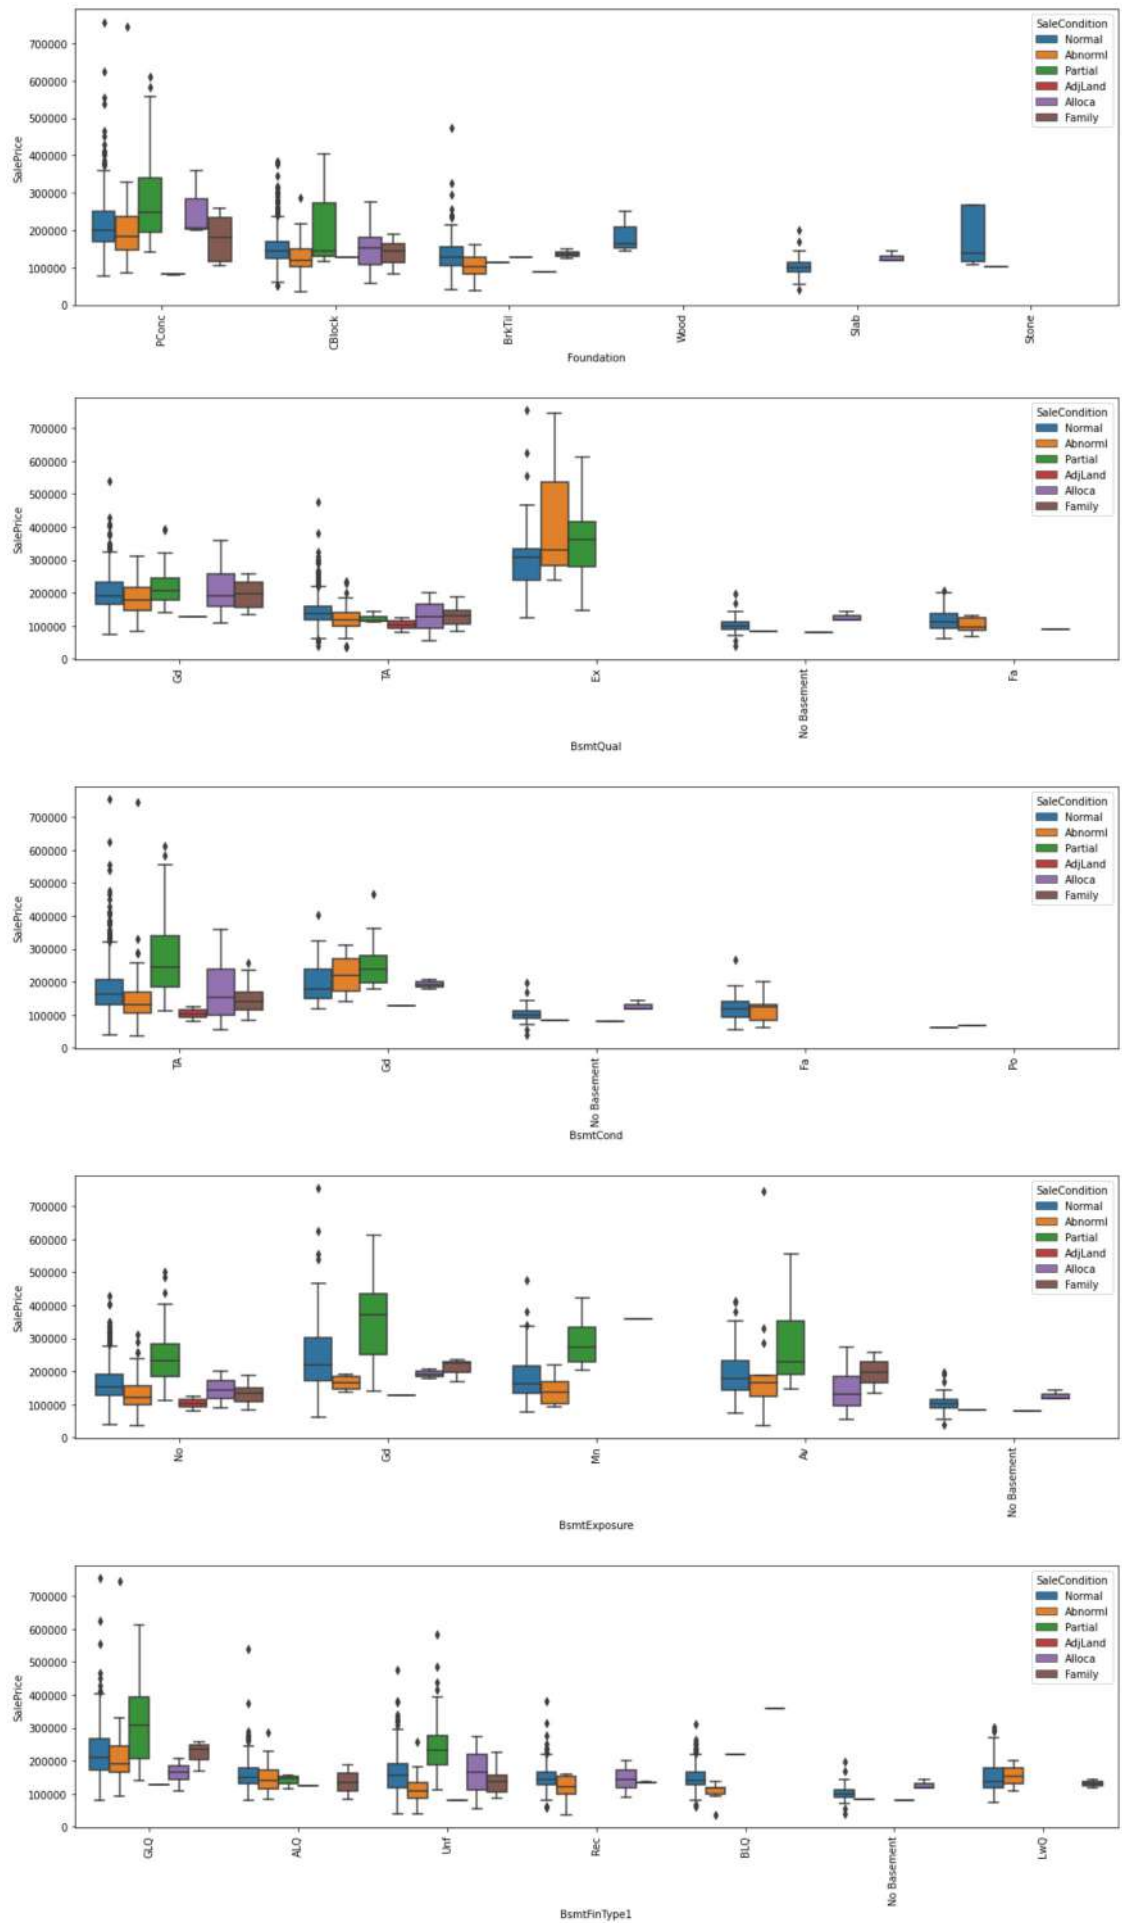 SaleCondition
Normal
Abnorml
Partial
AdjLand
Alloca
Family
700000
600000
500000
400000
300000
200000
100000
0
SalePrice
PConc
CBlock
BrkTil
Wood
Slab
Stone
Foundation
SaleCondition
Normal
Abnorml
Partial
AdjLand
Alloca
Family
700000
600000
500000
400000
300000
200000
100000
0
SalePrice
Gd
TA
Ex
No Basement
Fa
BsmtQual
SaleCondition
Normal
Abnorml
Partial
AdjLand
Alloca
Family
700000
600000
500000
400000
300000
200000
100000
0
SalePrice
TA
Gd
No Basement
Fa
Po
BsmtCond
SaleCondition
Normal
Abnorml
Partial
AdjLand
Alloca
Family
700000
600000
500000
400000
300000
200000
100000
0
SalePrice
No
Gd
Mn
Av
No Basement
BsmtExposure
SaleCondition
Normal
Abnorml
Partial
AdjLand
Alloca
Family
700000
600000
500000
400000
300000
200000
100000
0
SalePrice
GLQ
ALQ
Unf
Rec
BLQ
No Basement
LwQ
BsmtFinType1